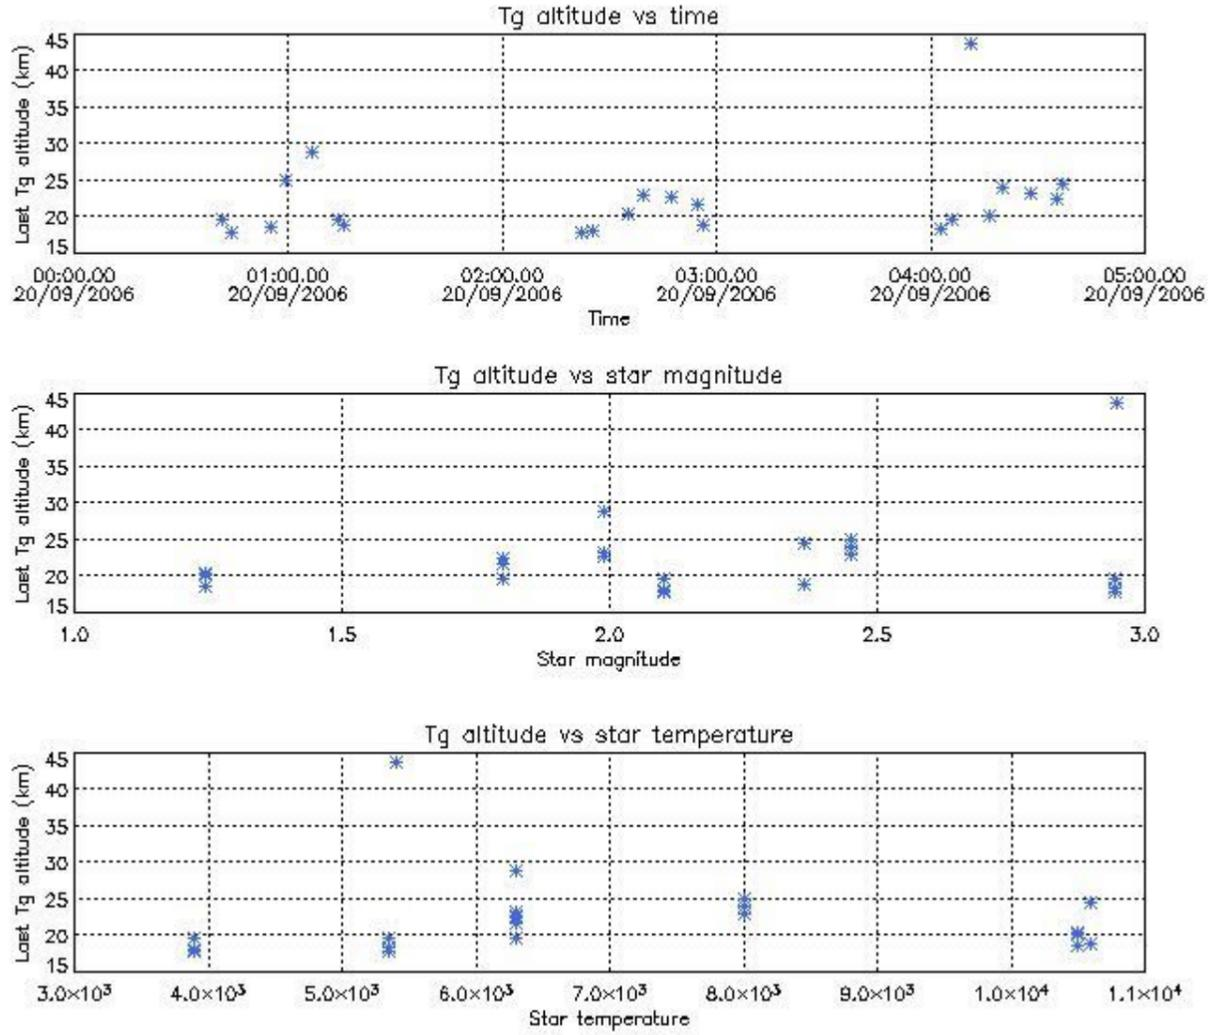 Tg altitude vs time
Last Tg altitude (km)
45
40
35
30
25
20
15
00:00.00 01:00.00 02:00.00 03:00.00 04:00.00 05:00.00
20/09/2006 20/09/2006 20/09/2006 20/09/2006 20/09/2006 20/09/2006
Time
Tg altitude vs star magnitude
Last Tg altitude (km)
45
40
35
30
25
20
15
1.0 1.5 2.0 2.5 3.0
Star magnitude
Tg altitude vs star temperature
Last Tg altitude (km)
45
40
35
30
25
20
15
3.0×10³ 4.0×10³ 5.0×10³ 6.0×10³ 7.0×10³ 8.0×10³ 9.0×10³ 1.0×10⁴ 1.1×10⁴
Star temperature